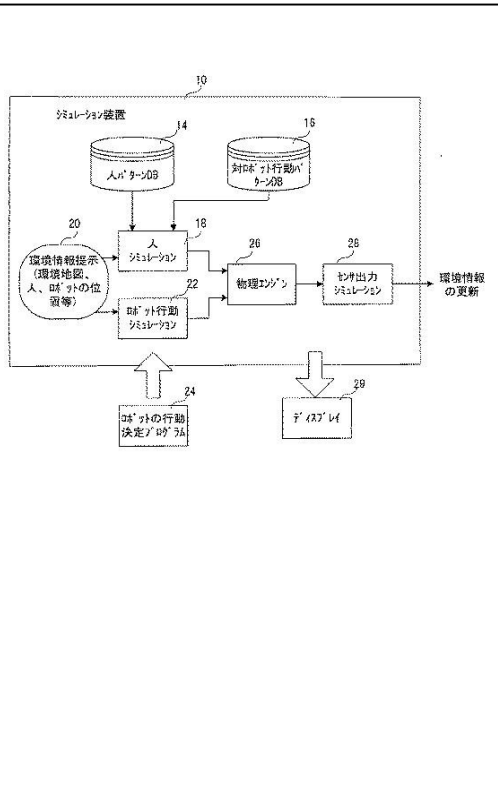 10
シミュレーション装置
14
人パターンDB
16
対ロボット行動パ
ターンDB
20
環境情報提示
(環境地図、
人、ロボットの位
置等)
18
人
シミュレーション
22
ロボット行動
シミュレーション
26
物理エンジン
28
センサ出力
シミュレーション
環境情報
の更新
24
ロボットの行動
決定プログラム
29
ディスプレイ